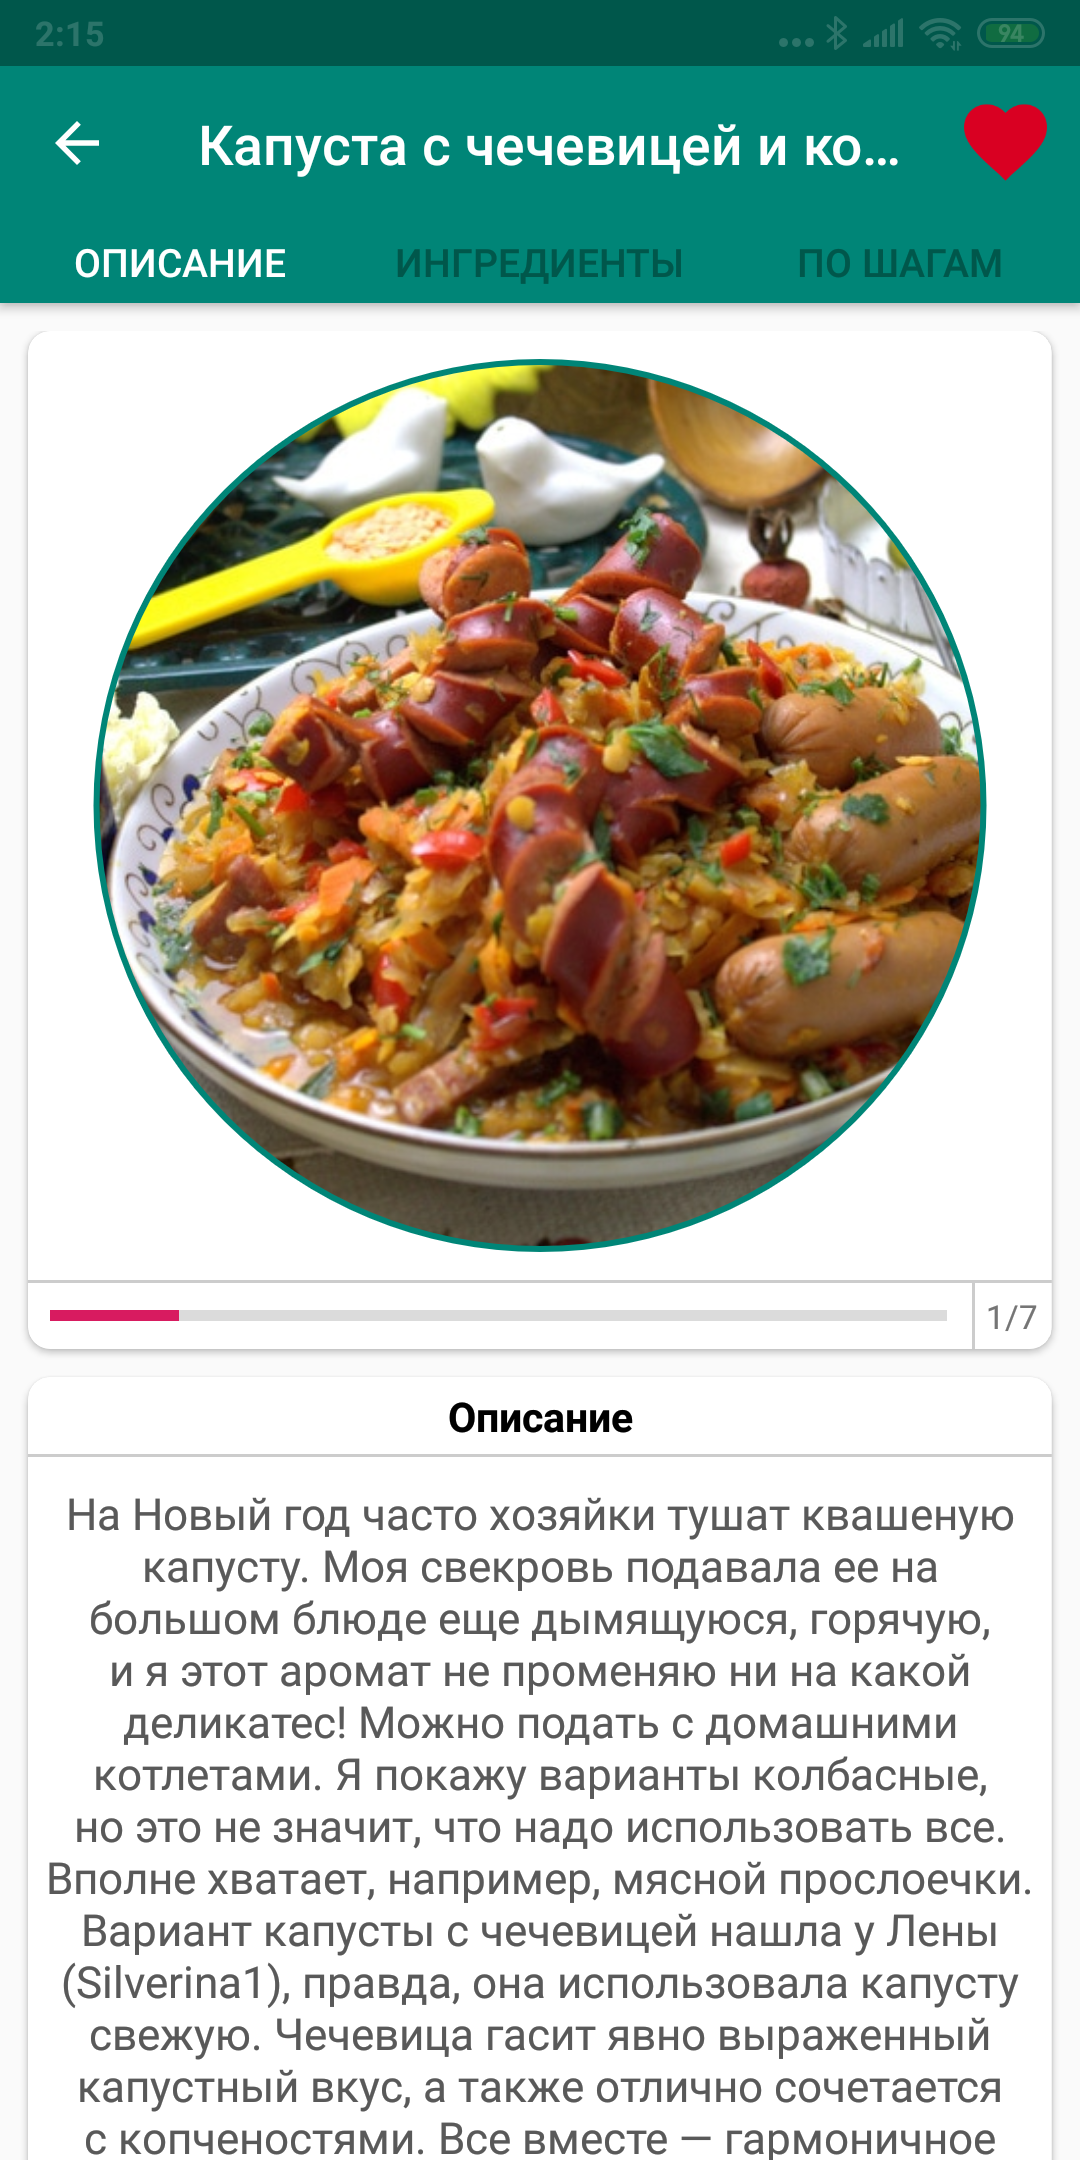 2:15
94
Капуста с чечевицей и ко...
ОПИСАНИЕ
ИНГРЕДИЕНТЫ
ПО ШАГАМ
1/7
Описание
На Новый год часто хозяйки тушат квашеную
капусту. Моя свекровь подавала ее на
большом блюде еще дымящуюся, горячую,
и я этот аромат не променяю ни на какой
деликатес! Можно подать с домашними
котлетами. Я покажу варианты колбасные,
но это не значит, что надо использовать все.
Вполне хватает, например, мясной прослоечки.
Вариант капусты с чечевицей нашла у Лены
(Silverina1), правда, она использовала капусту
свежую. Чечевица гасит явно выраженный
капустный вкус, а также отлично сочетается
с копченостями. Все вместе — гармоничное